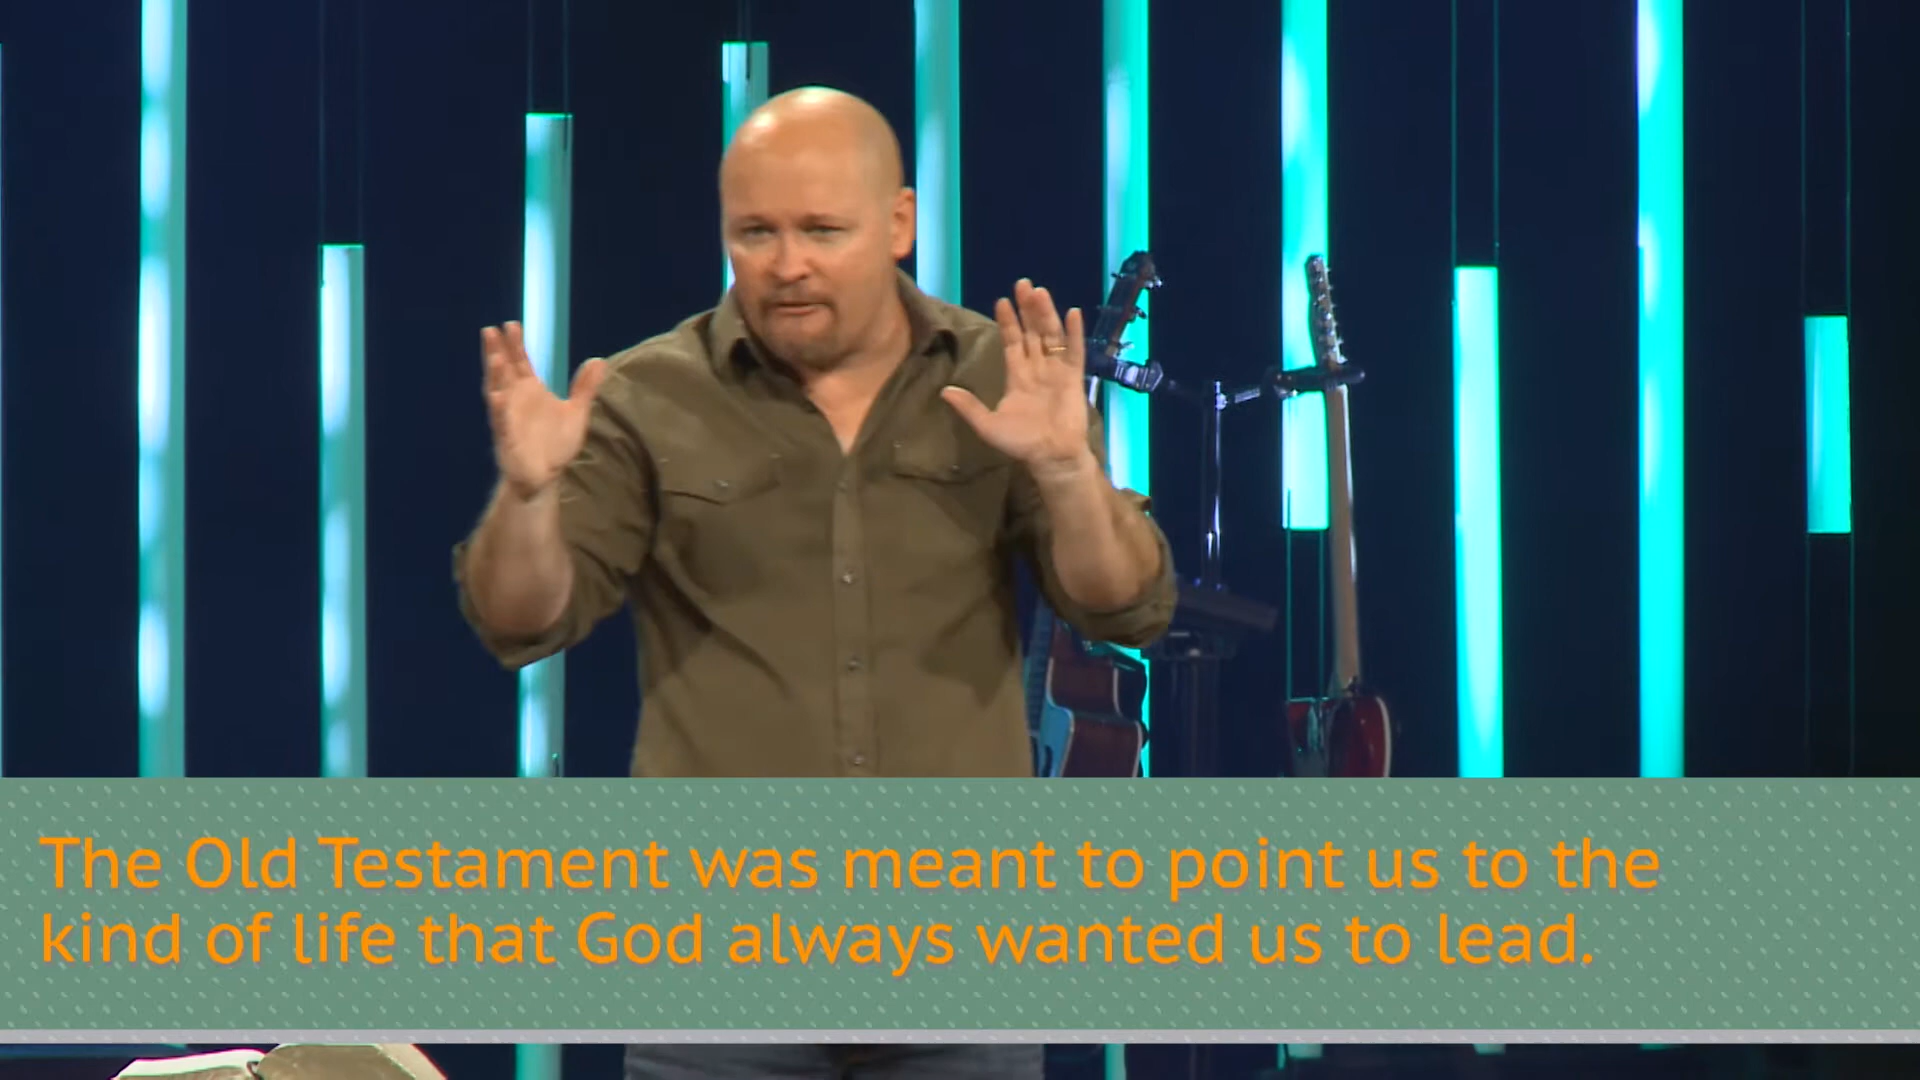 The Old Testament was meant to point us to the
kind of life that God always wanted us to lead.